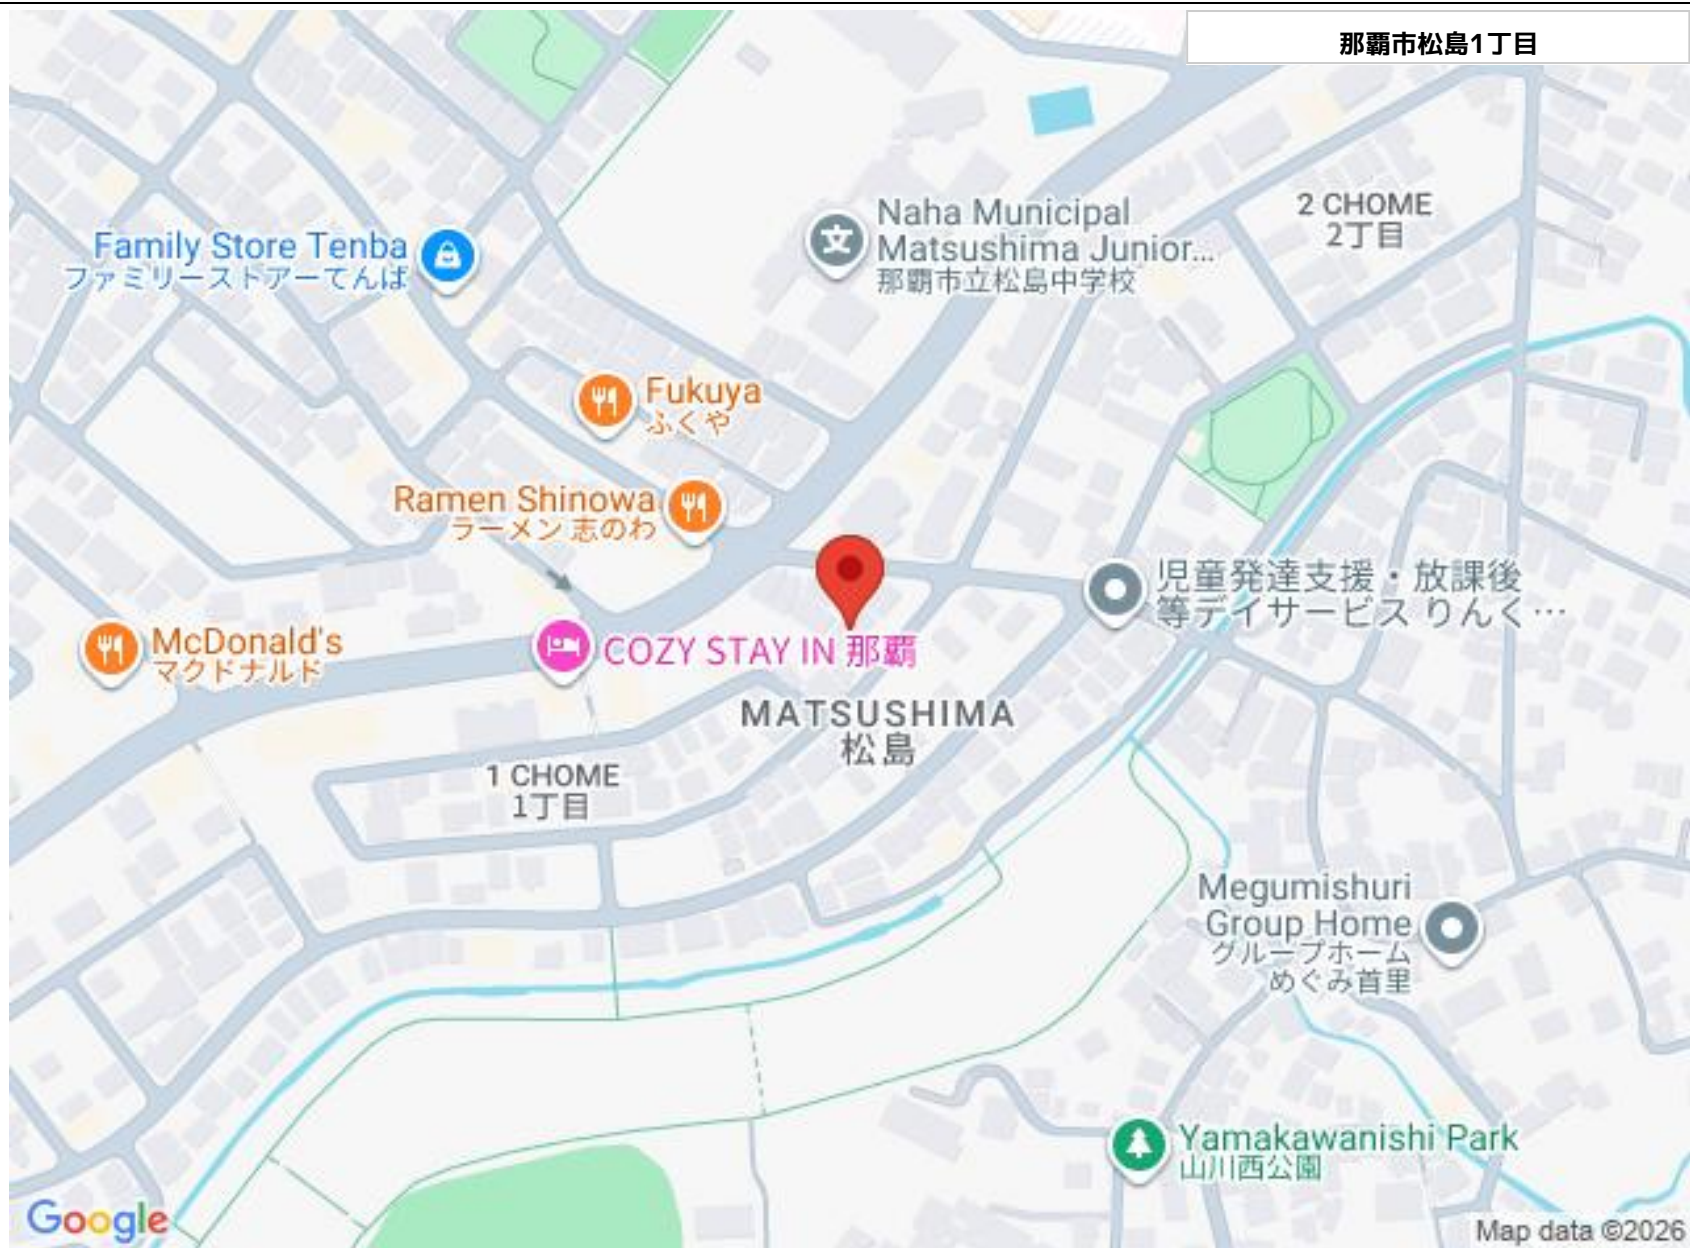 那覇市松島1丁目
Naha Municipal
Matsushima Junior...
那覇市立松島中学校
2 CHOME
2丁目
Family Store Tenba
ファミリーストアーてんば
Fukuya
ふくや
Ramen Shinowa
ラーメン 志のわ
児童発達支援・放課後
等デイサービス りんく…
McDonald's
マクドナルド
COZY STAY IN 那覇
MATSUSHIMA
松島
1 CHOME
1丁目
Megumishuri
Group Home
グループホーム
めぐみ首里
Yamakawanishi Park
山川西公園
Google
Map data ©2026